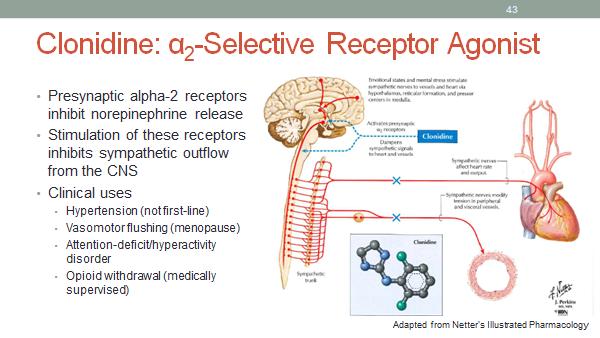 43
Clonidine: α2-Selective Receptor Agonist
• Presynaptic alpha-2 receptors
inhibit norepinephrine release
• Stimulation of these receptors
inhibits sympathetic outflow
from the CNS
• Clinical uses
• Hypertension (not first-line)
• Vasomotor flushing (menopause)
• Attention-deficit/hyperactivity
disorder
• Opioid withdrawal (medically
supervised)
Emotional states and mental stress stimulate
sympathetic nerves to vessels and heart via
hypothalamus, reticular formation, and pressor
centers in medulla.
Activates presynaptic
α2 receptors
Clonidine
Dampens
sympathetic signals
to heart and vessels
Sympathetic nerves
affect heart rate
and output.
Sympathetic nerves modify
tension in peripheral
and visceral vessels.
Clonidine
Sympathetic
trunk
F. Netter
M.D.
J. Perkins
MS, MFA
Adapted from Netter's Illustrated Pharmacology